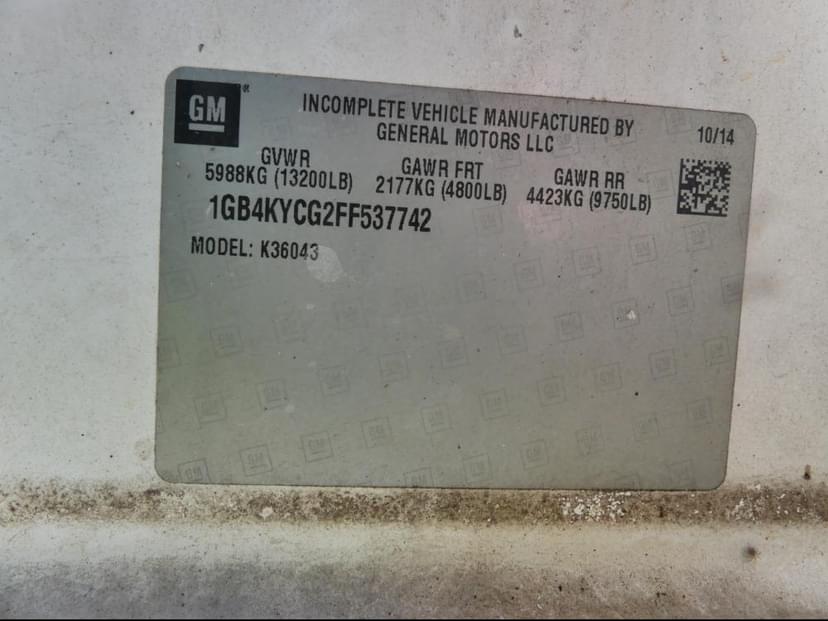 GM®
INCOMPLETE VEHICLE MANUFACTURED BY
GENERAL MOTORS LLC
10/14
GVWR
5988KG (13200LB)
GAWR FRT
2177KG (4800LB)
GAWR RR
4423KG (9750LB)
1GB4KYCG2FF537742
MODEL: K36043